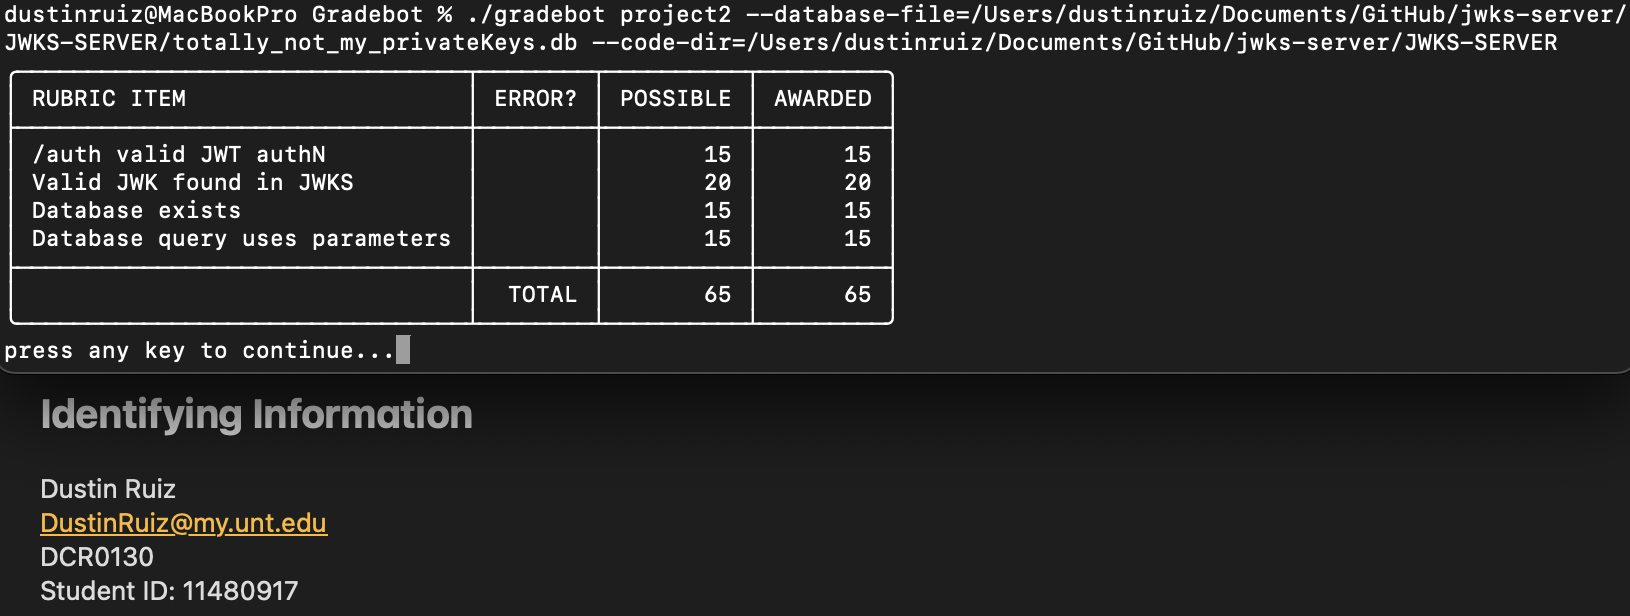 dustinruiz@MacBookPro Gradebot % ./gradebot project2 --database-file=/Users/dustinruiz/Documents/GitHub/jwks-server/
JWKS-SERVER/totally_not_my_privateKeys.db --code-dir=/Users/dustinruiz/Documents/GitHub/jwks-server/JWKS-SERVER
RUBRIC ITEM ERROR? POSSIBLE AWARDED
/auth valid JWT authN 15 15
Valid JWK found in JWKS 20 20
Database exists 15 15
Database query uses parameters 15 15
TOTAL 65 65
press any key to continue...
Identifying Information
Dustin Ruiz
DustinRuiz@my.unt.edu
DCR0130
Student ID: 11480917